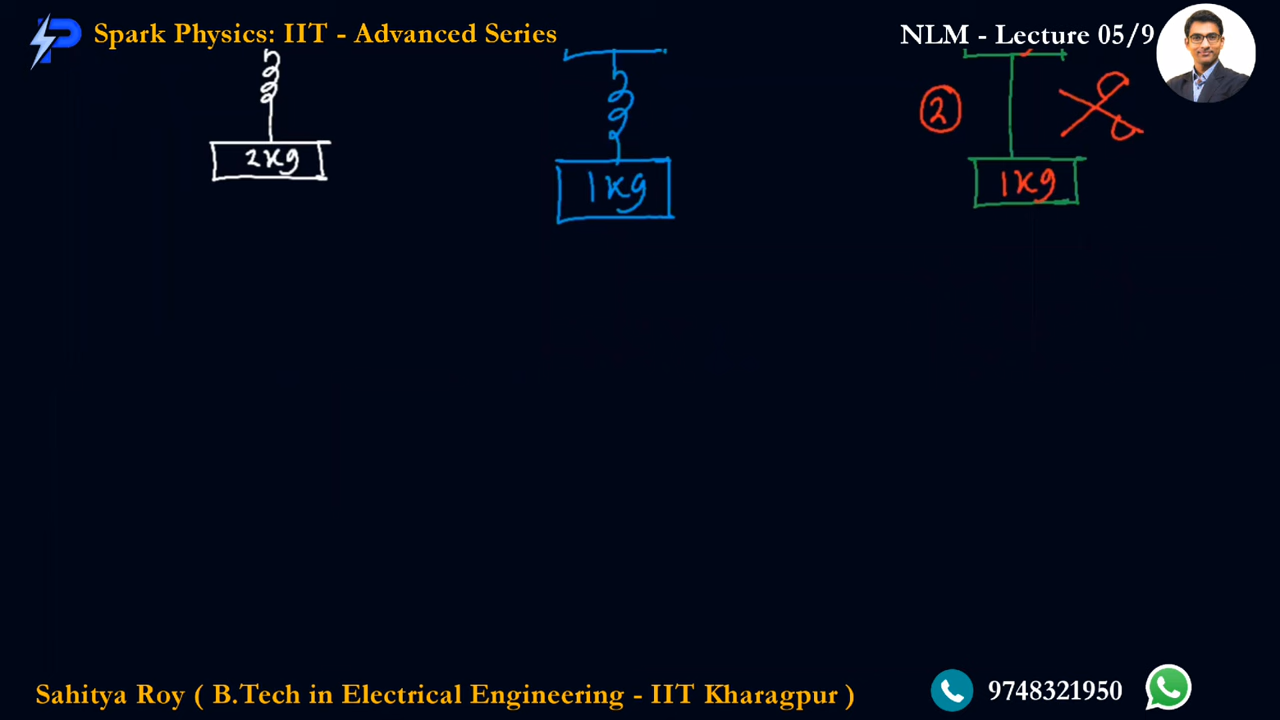 Spark Physics: IIT - Advanced Series
NLM - Lecture 05/9
2
2kg
1kg
1kg
Sahitya Roy ( B.Tech in Electrical Engineering - IIT Kharagpur )
9748321950